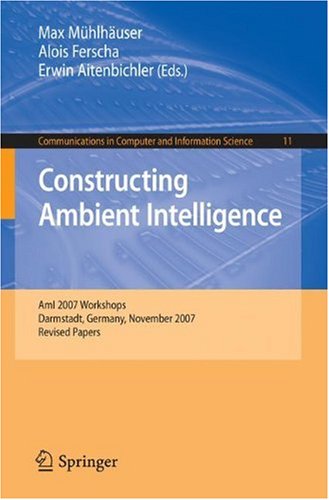 Max Mühlhäuser
Alois Ferscha
Erwin Aitenbichler (Eds.)
Communications in Computer and Information Science 11
Constructing
Ambient Intelligence
AmI 2007 Workshops
Darmstadt, Germany, November 2007
Revised Papers
Springer